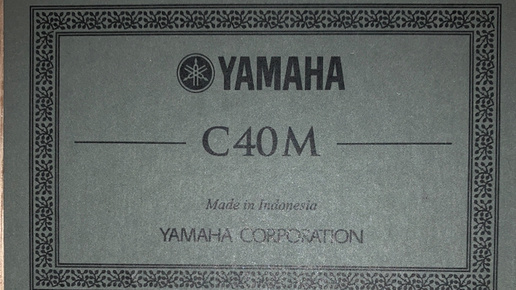 YAMAHA
C40M
Made in Indonesia
YAMAHA CORPORATION